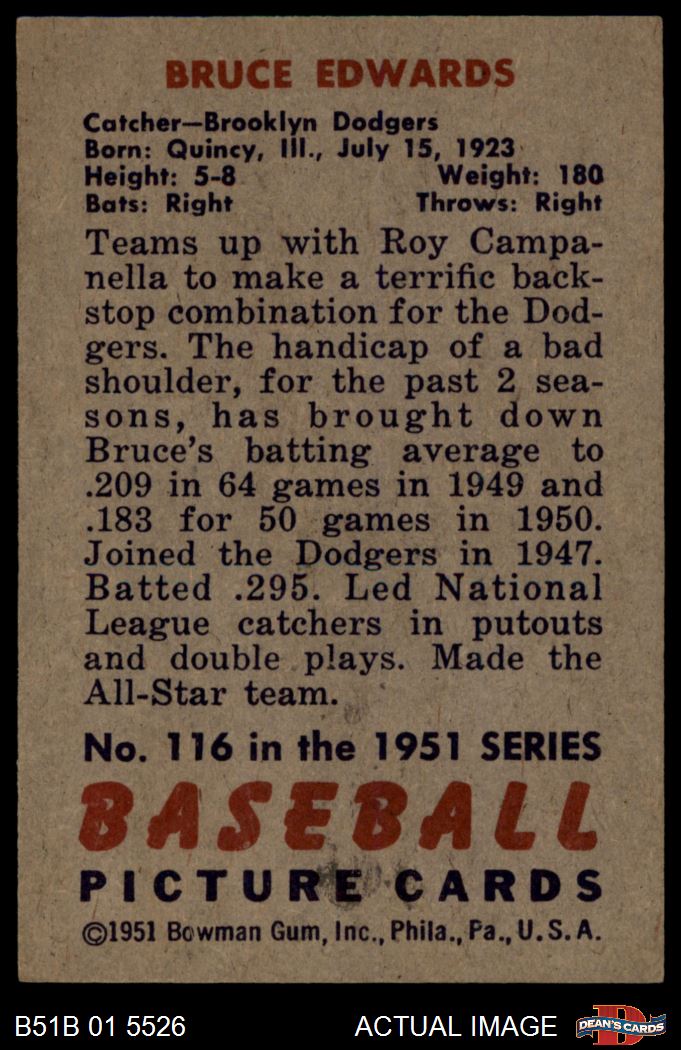 BRUCE EDWARDS
Catcher—Brooklyn Dodgers
Born: Quincy, Ill., July 15, 1923
Height: 5-8 Weight: 180
Bats: Right Throws: Right
Teams up with Roy Campa-
nella to make a terrific back-
stop combination for the Dod-
gers. The handicap of a bad
shoulder, for the past 2 sea-
sons, has brought down
Bruce's batting average to
.209 in 64 games in 1949 and
.183 for 50 games in 1950.
Joined the Dodgers in 1947.
Batted .295. Led National
League catchers in putouts
and double plays. Made the
All-Star team.
No. 116 in the 1951 SERIES
BASEBALL
PICTURE CARDS
©1951 Bowman Gum, Inc., Phila., Pa., U.S.A.
B51B 01 5526 ACTUAL IMAGE DEAN'S CARDS